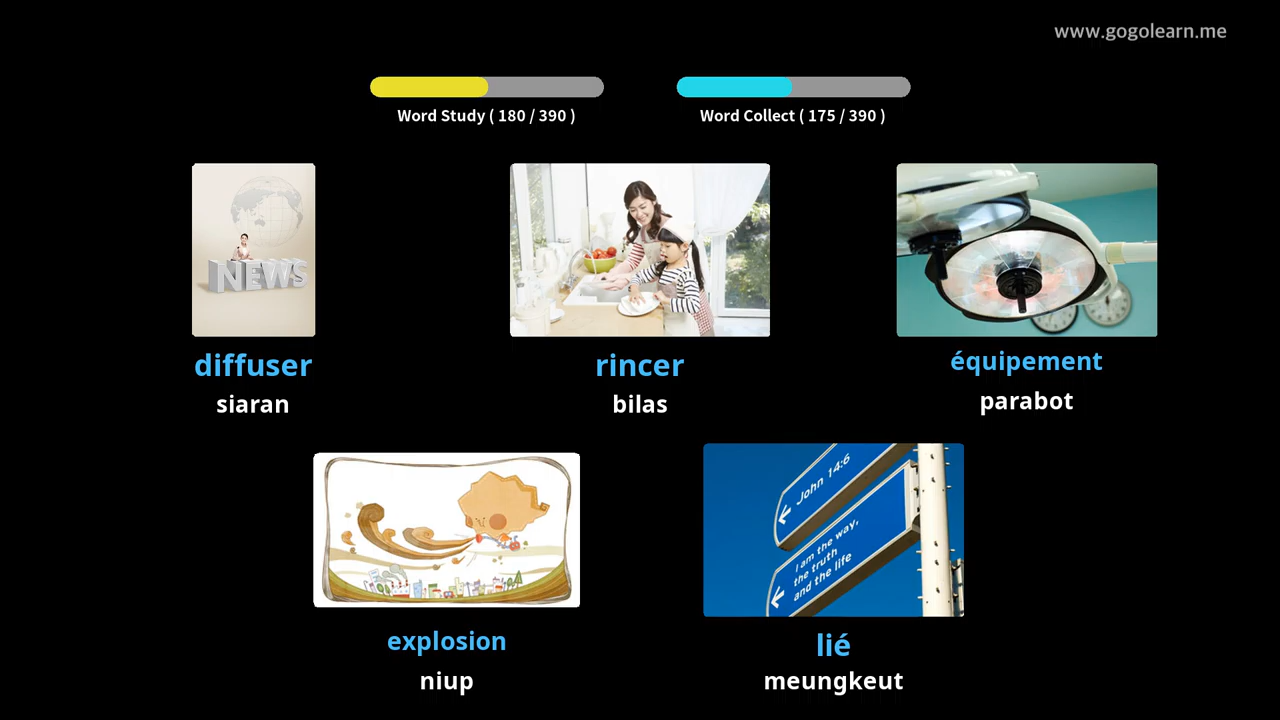 www.gogolearn.me
Word Study ( 180 / 390 )
Word Collect ( 175 / 390 )
NEWS
diffuser
siaran
rincer
bilas
équipement
parabot
John 14:6
I am the way,
the truth
and the life
explosion
niup
lié
meungkeut